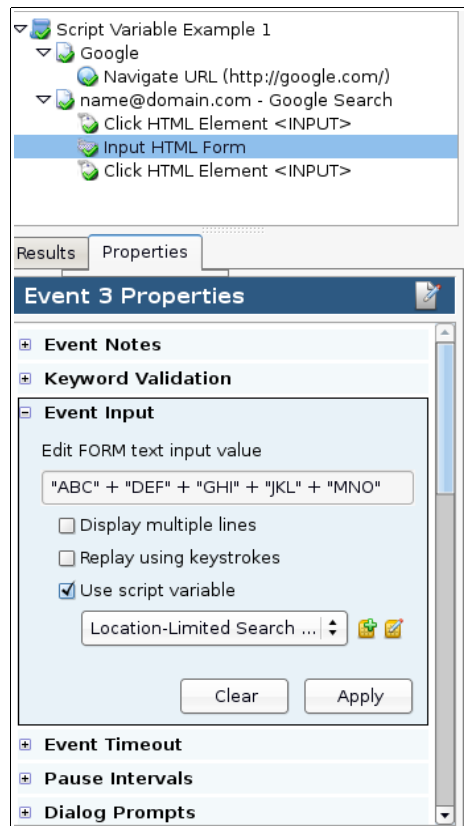 Script Variable Example 1
Google
Navigate URL (http://google.com/)
name@domain.com - Google Search
Click HTML Element <INPUT>
Input HTML Form
Click HTML Element <INPUT>
Results
Properties
Event 3 Properties
Event Notes
Keyword Validation
Event Input
Edit FORM text input value
"ABC" + "DEF" + "GHI" + "JKL" + "MNO"
Display multiple lines
Replay using keystrokes
Use script variable
Location-Limited Search ...
Clear Apply
Event Timeout
Pause Intervals
Dialog Prompts